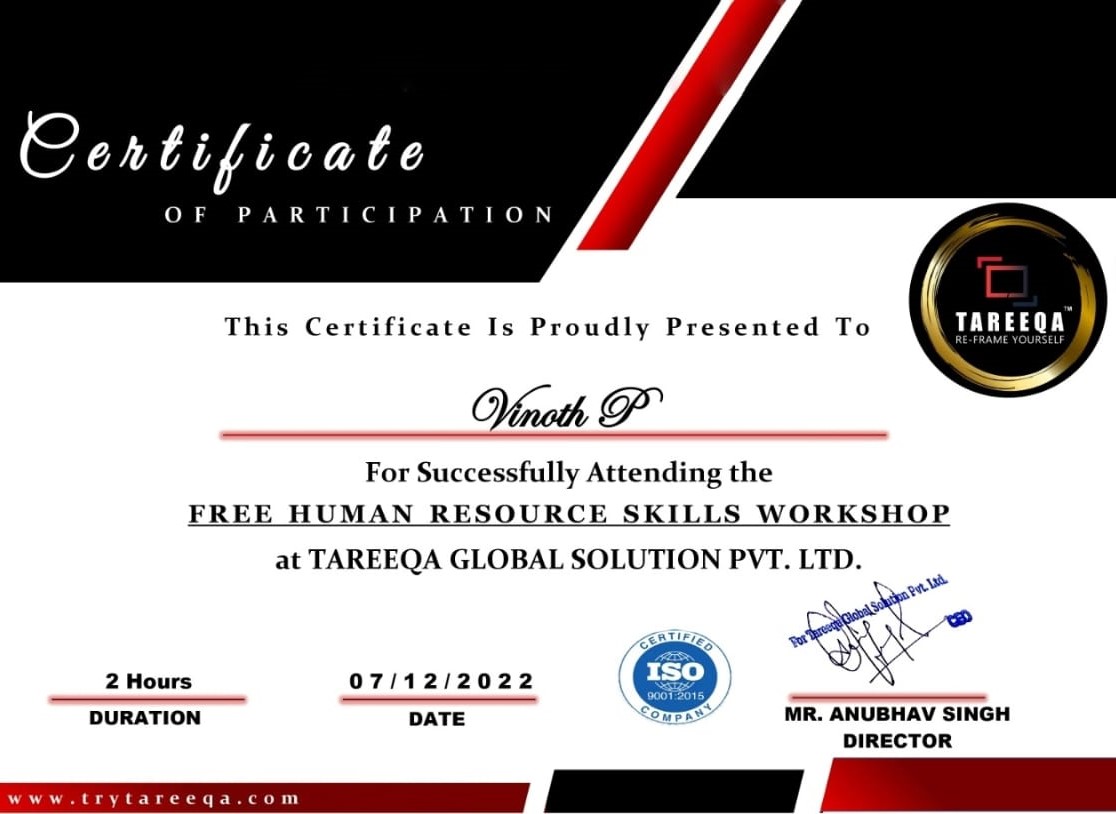 Certificate
OF PARTICIPATION
TAREEQA™
RE-FRAME YOURSELF
This Certificate Is Proudly Presented To
Vinoth P
For Successfully Attending the
FREE HUMAN RESOURCE SKILLS WORKSHOP
at TAREEQA GLOBAL SOLUTION PVT. LTD.
For Tareeqa Global Solution Pvt. Ltd.
CEO
CERTIFIED
ISO
9001:2015
COMPANY
2 Hours
DURATION
07/12/2022
DATE
MR. ANUBHAV SINGH
DIRECTOR
www.trytareeqa.com